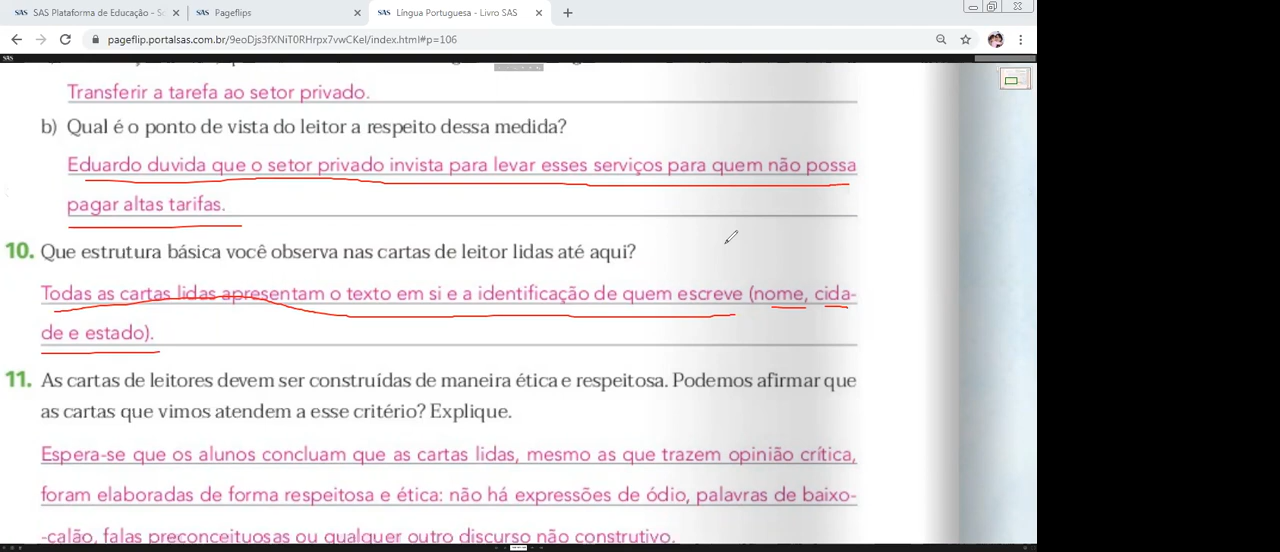 SAS Plataforma de Educação - So
Pageflips
Língua Portuguesa - Livro SAS
pageflip.portalsas.com.br/9eoDjs3fXNiT0RHrpx7vwCKel/index.html#p=106
SAS
Transferir a tarefa ao setor privado.
b) Qual é o ponto de vista do leitor a respeito dessa medida?
Eduardo duvida que o setor privado invista para levar esses serviços para quem não possa
pagar altas tarifas.
10. Que estrutura básica você observa nas cartas de leitor lidas até aqui?
Todas as cartas lidas apresentam o texto em si e a identificação de quem escreve (nome, cida-
de e estado).
11. As cartas de leitores devem ser construídas de maneira ética e respeitosa. Podemos afirmar que
as cartas que vimos atendem a esse critério? Explique.
Espera-se que os alunos concluam que as cartas lidas, mesmo as que trazem opinião crítica,
foram elaboradas de forma respeitosa e ética: não há expressões de ódio, palavras de baixo-
-calão, falas preconceituosas ou qualquer outro discurso não construtivo.